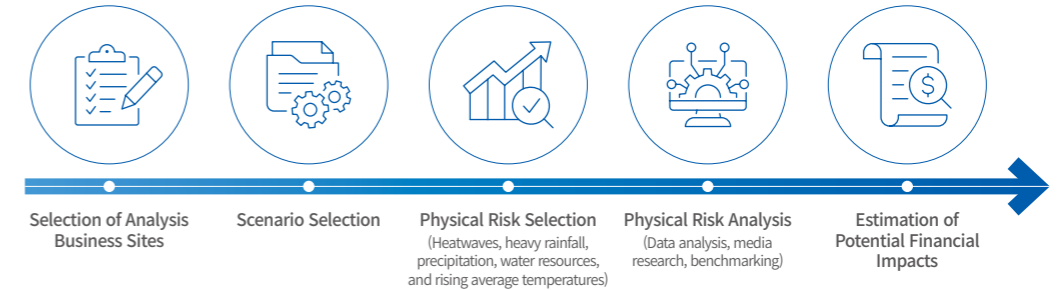 $
Selection of Analysis
Business Sites
Scenario Selection
Physical Risk Selection
(Heatwaves, heavy rainfall,
precipitation, water resources,
and rising average temperatures)
Physical Risk Analysis
(Data analysis, media
research, benchmarking)
Estimation of
Potential Financial
Impacts